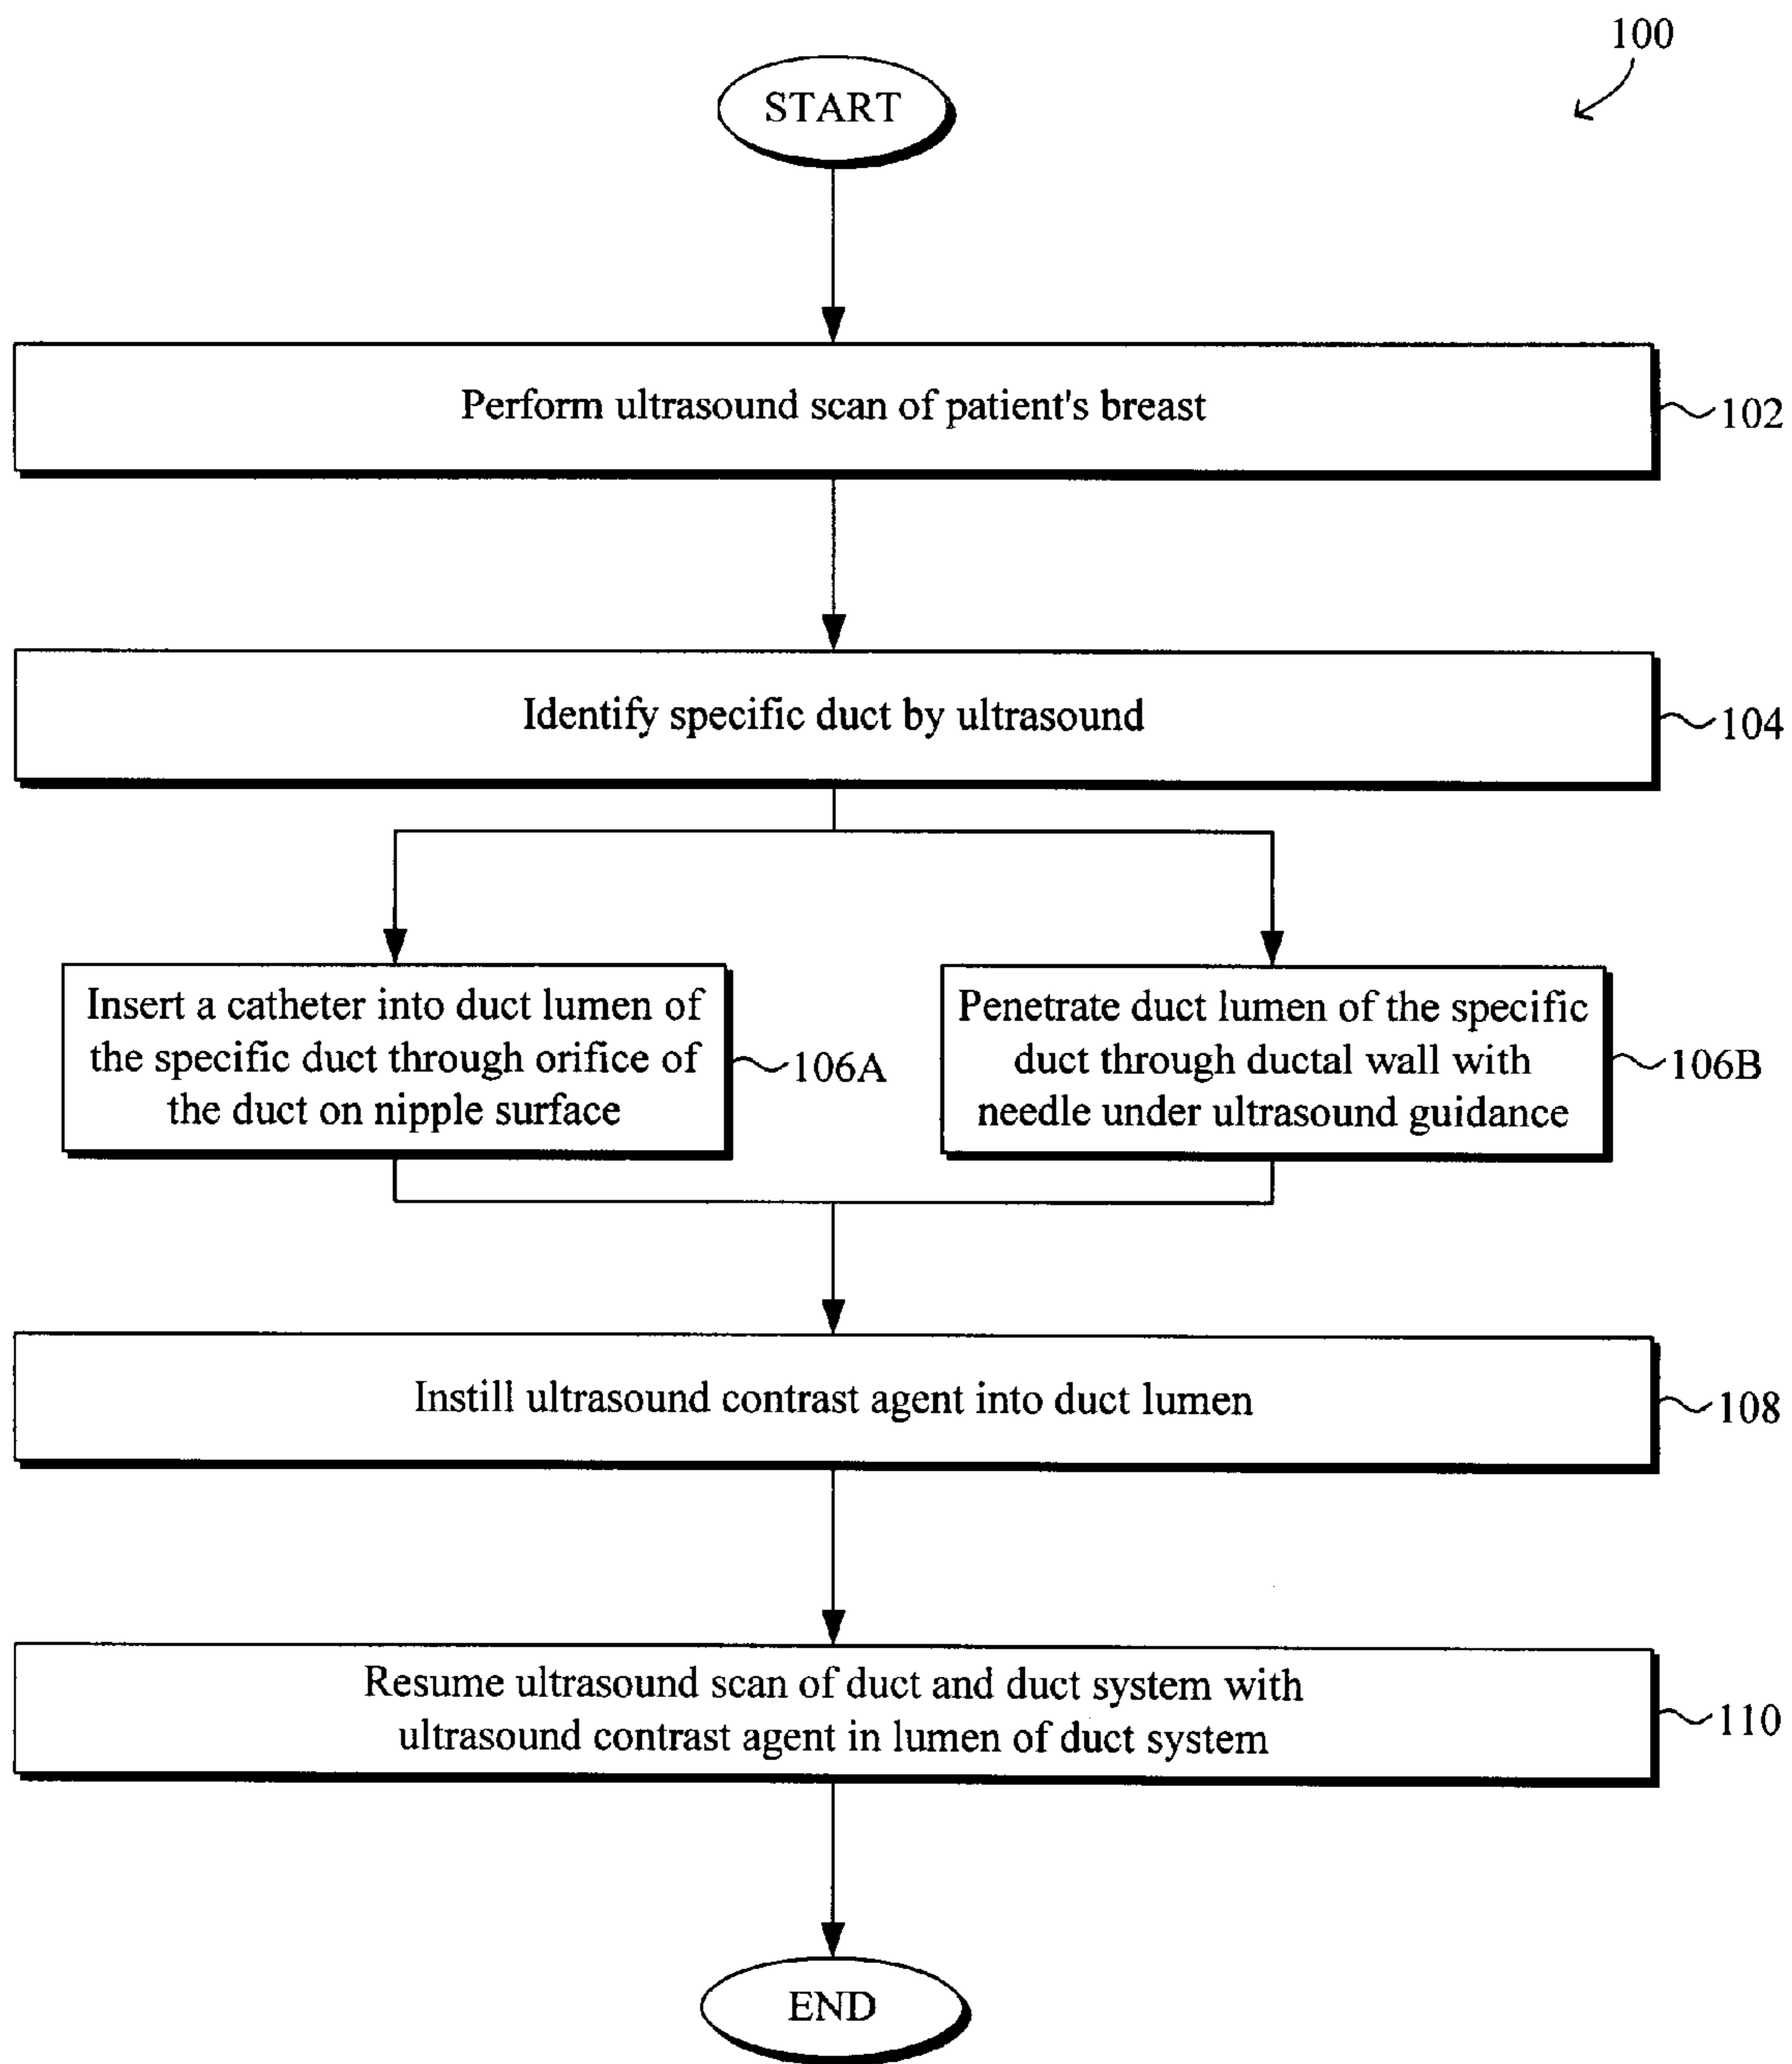 100
START
Perform ultrasound scan of patient's breast
102
Identify specific duct by ultrasound
104
Insert a catheter into duct lumen of
the specific duct through orifice of
the duct on nipple surface
106A
Penetrate duct lumen of the specific
duct through ductal wall with
needle under ultrasound guidance
106B
Instill ultrasound contrast agent into duct lumen
108
Resume ultrasound scan of duct and duct system with
ultrasound contrast agent in lumen of duct system
110
END